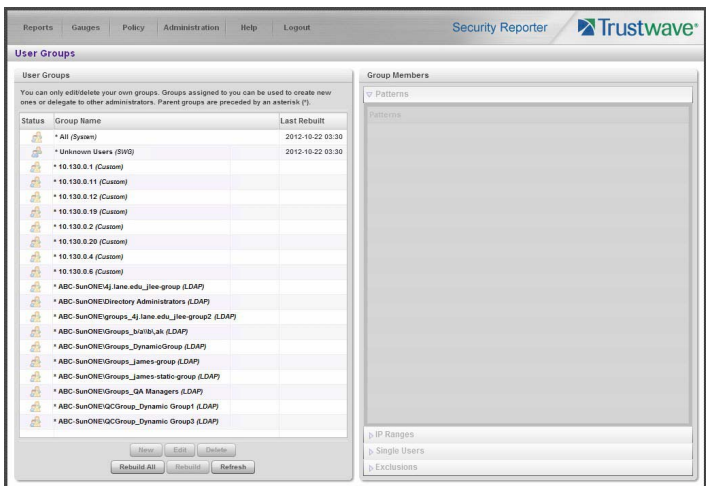 Reports Gauges Policy Administration Help Logout
Security Reporter Trustwave®
User Groups
User Groups
You can only edit/delete your own groups. Groups assigned to you can be used to create new
ones or delegate to other administrators. Parent groups are preceded by an asterisk (*).
Status Group Name Last Rebuilt
* All (System) 2012-10-22 03:30
* Unknown Users (SWG) 2012-10-22 03:30
* 10.130.0.1 (Custom)
* 10.130.0.11 (Custom)
* 10.130.0.12 (Custom)
* 10.130.0.19 (Custom)
* 10.130.0.2 (Custom)
* 10.130.0.20 (Custom)
* 10.130.0.4 (Custom)
* 10.130.0.6 (Custom)
* ABC-SunONE\4j.lane.edu_jlee-group (LDAP)
* ABC-SunONE\Directory Administrators (LDAP)
* ABC-SunONE\groups_4j.lane.edu_jlee-group2 (LDAP)
* ABC-SunONE\Groups_b/a\\b\,ak (LDAP)
* ABC-SunONE\Groups_DynamicGroup (LDAP)
* ABC-SunONE\Groups_james-group (LDAP)
* ABC-SunONE\Groups_james-static-group (LDAP)
* ABC-SunONE\Groups_QA Managers (LDAP)
* ABC-SunONE\QCGroup_Dynamic Group1 (LDAP)
* ABC-SunONE\QCGroup_Dynamic Group3 (LDAP)
New Edit Delete
Rebuild All Rebuild Refresh
Group Members
Patterns
Patterns
IP Ranges
Single Users
Exclusions